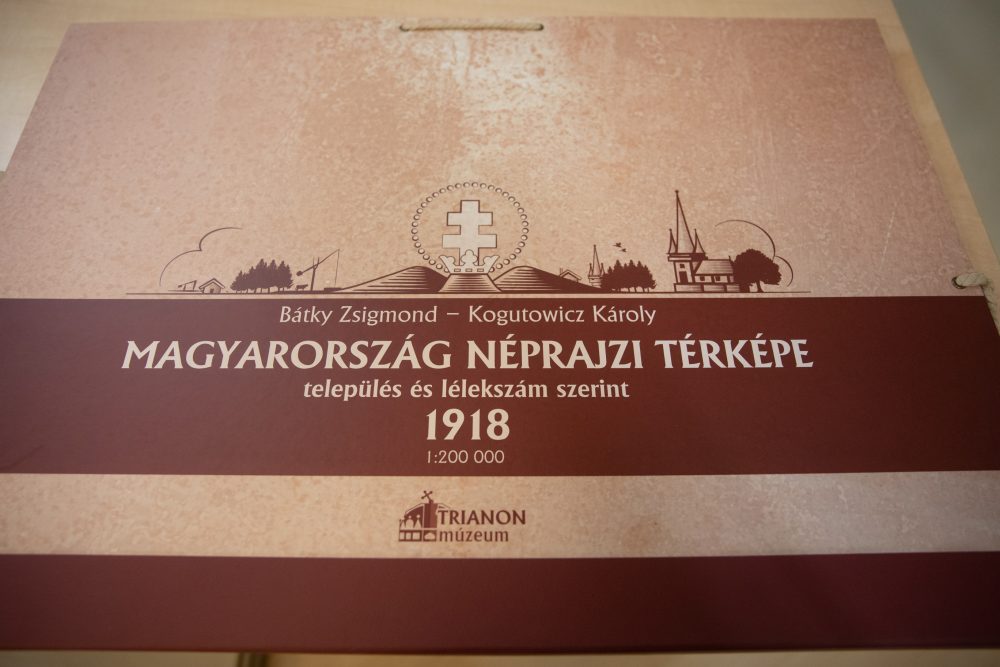 Bátky Zsigmond – Kogutowicz Károly
MAGYARORSZÁG NÉPRAJZI TÉRKÉPE
település és lélekszám szerint
1918
1:200 000
TRIANON
múzeum